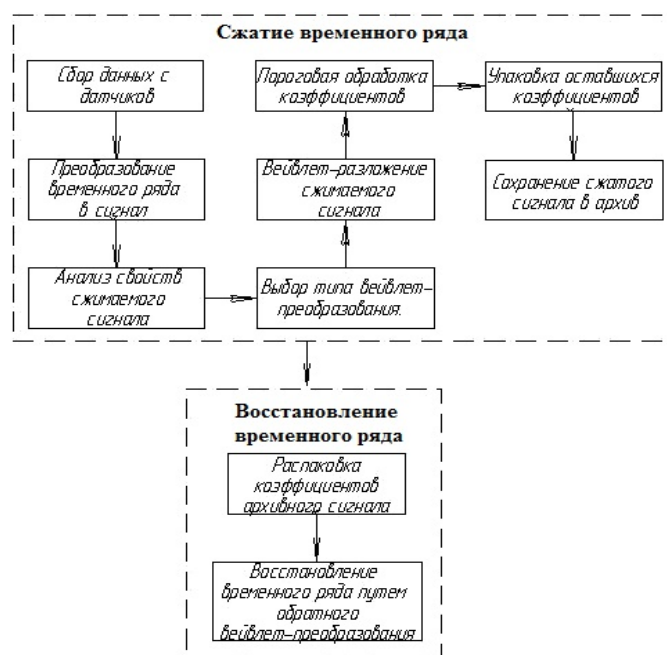 Сжатие временного ряда
Сбор данных с
датчиков
Преобразование
временного ряда
в сигнал
Анализ свойств
сжимаемого
сигнала
Выбор типа вейвлет-
преобразования.
Вейвлет-разложение
сжимаемого
сигнала
Пороговая обработка
коэффициентов
Упаковка оставшихся
коэффициентов
Сохранение сжатого
сигнала в архив
Восстановление
временного ряда
Распаковка
коэффициентов
архивного сигнала
Восстановление
временного ряда путем
обратного
вейвлет-преобразования